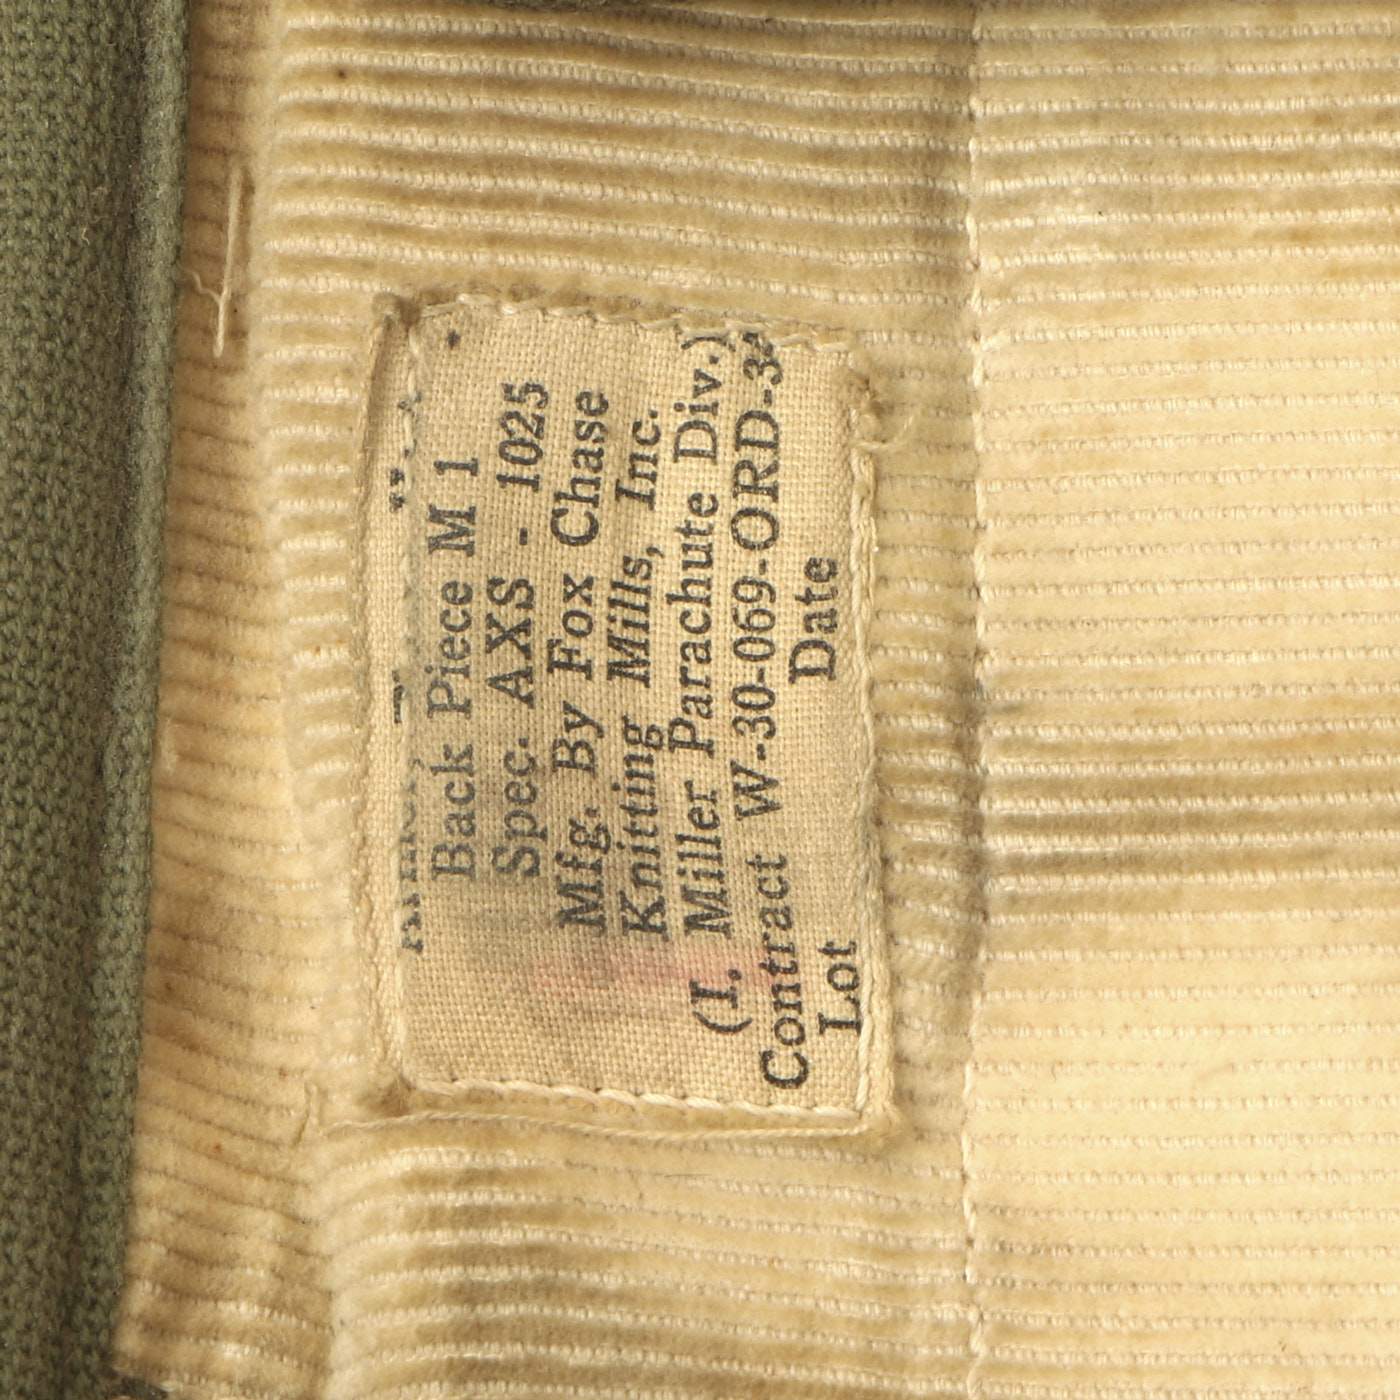 Back Piece M 1
Spec. AXS - 1025
Mfg. By Fox Chase
Knitting Mills, Inc.
(I. Miller Parachute Div.)
Contract W-30-069-ORD-3
Lot Date